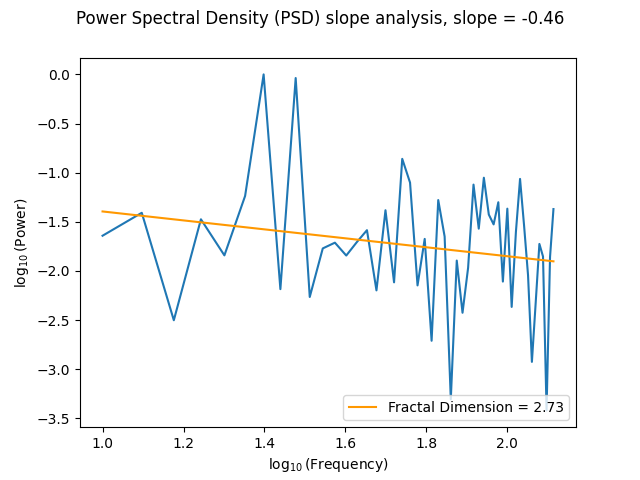 Power Spectral Density (PSD) slope analysis, slope = -0.46
0.0
−0.5
−1.0
−1.5
−2.0
−2.5
−3.0
−3.5
log₁₀(Power)
Fractal Dimension = 2.73
1.0 1.2 1.4 1.6 1.8 2.0
log₁₀(Frequency)